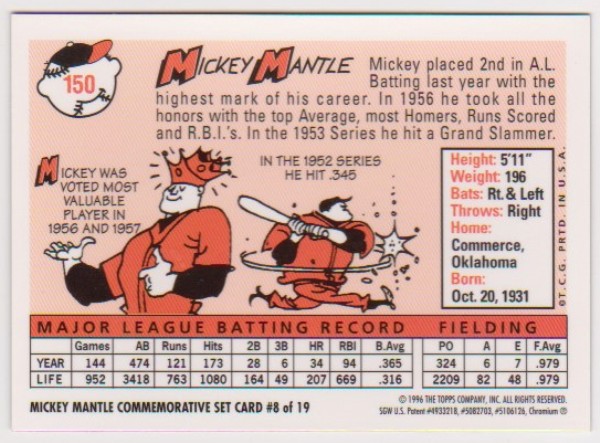 150
MICKEY MANTLE
Mickey placed 2nd in A.L.
Batting last year with the
highest mark of his career. In 1956 he took all the
honors with the top Average, most Homers, Runs Scored
and R.B.I.'s. In the 1953 Series he hit a Grand Slammer.
MICKEY WAS
VOTED MOST
VALUABLE
PLAYER IN
1956 AND 1957
IN THE 1952 SERIES
HE HIT .345
Height: 5'11"
Weight: 196
Bats: Rt. & Left
Throws: Right
Home:
Commerce,
Oklahoma
Born:
Oct. 20, 1931
©T.C.G. PRTD. IN U.S.A.
MAJOR LEAGUE BATTING RECORD FIELDING
Games AB Runs Hits 2B 3B HR RBI B.Avg PO A E F.Avg
YEAR 144 474 121 173 28 6 34 94 .365 324 6 7 .979
LIFE 952 3418 763 1080 164 49 207 669 .316 2209 82 48 .979
MICKEY MANTLE COMMEMORATIVE SET CARD #8 of 19
© 1996 THE TOPPS COMPANY, INC. ALL RIGHTS RESERVED
SGW U.S. Patent #4933218, #5082703, #5106126, Chromium ®.